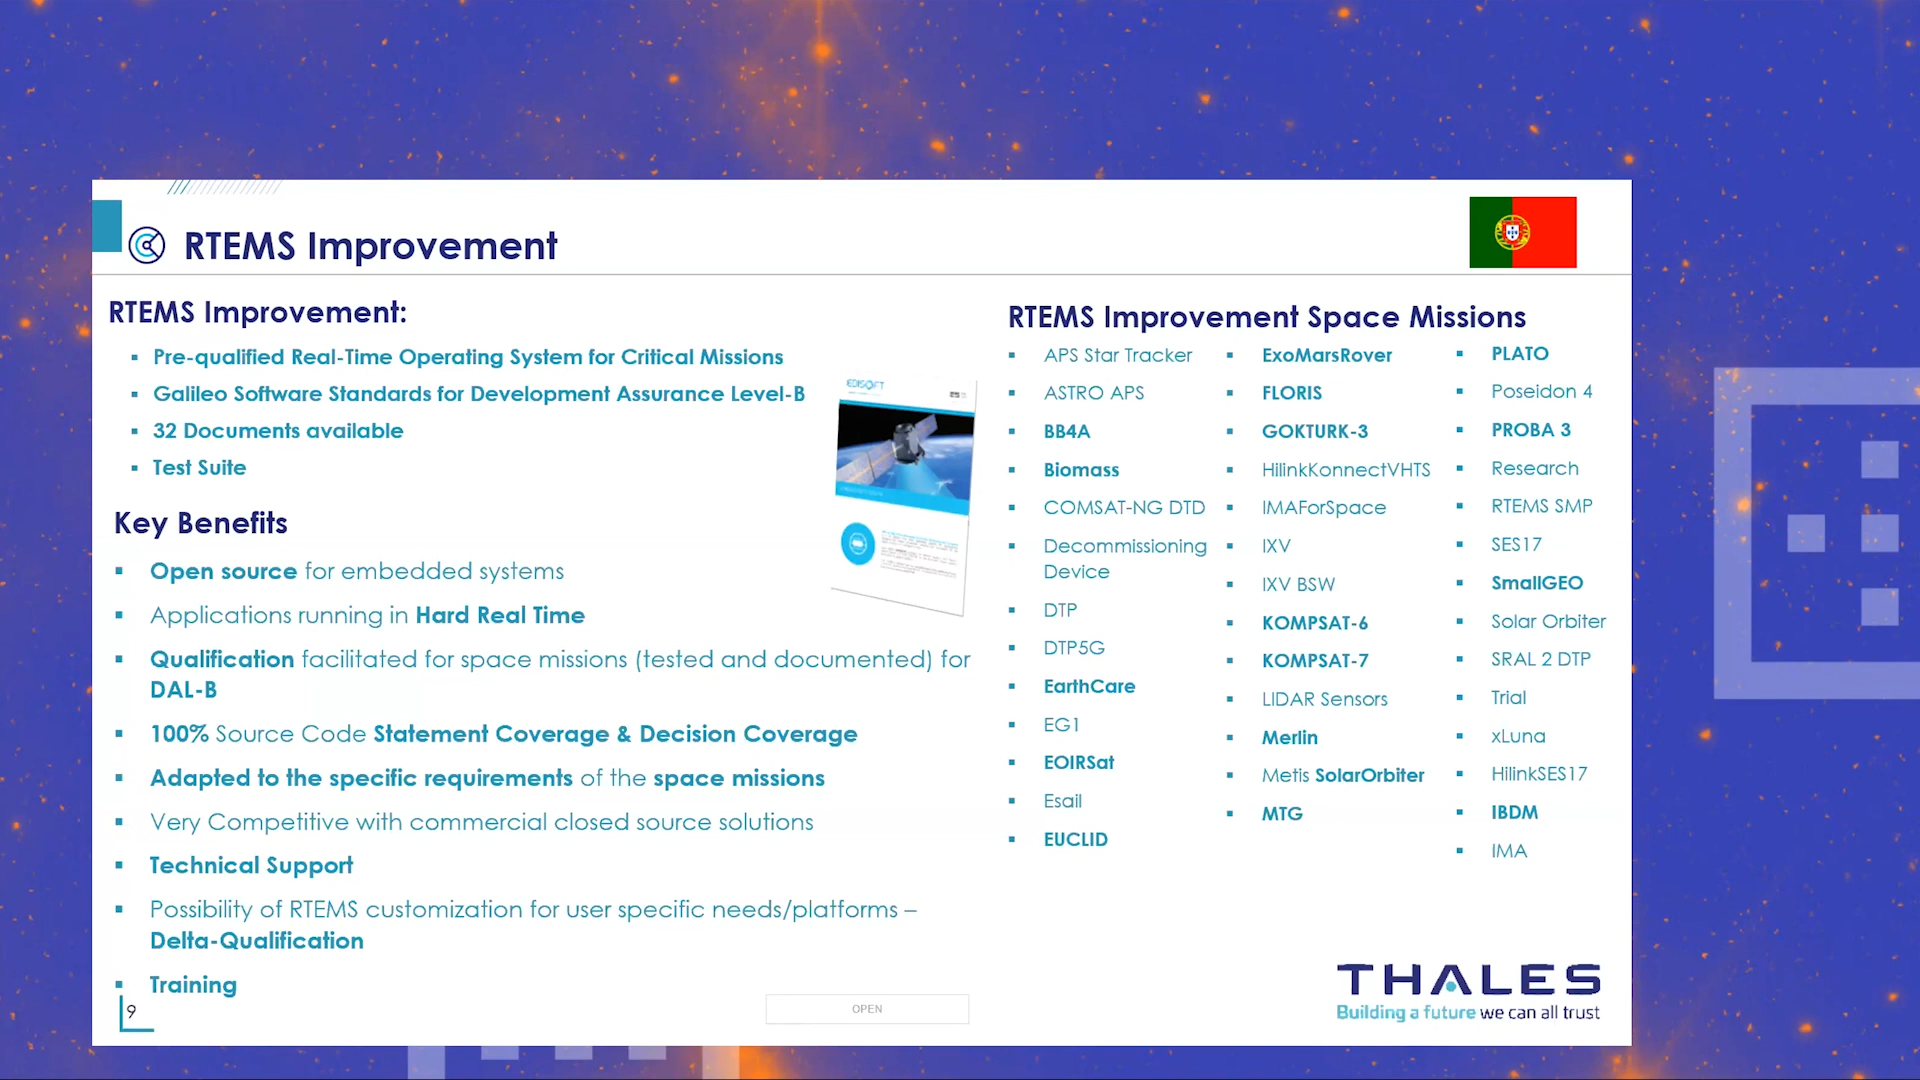 RTEMS Improvement
RTEMS Improvement:
▪ Pre-qualified Real-Time Operating System for Critical Missions
▪ Galileo Software Standards for Development Assurance Level-B
▪ 32 Documents available
▪ Test Suite
EDISOFT
Key Benefits
▪ Open source for embedded systems
▪ Applications running in Hard Real Time
▪ Qualification facilitated for space missions (tested and documented) for
DAL-B
▪ 100% Source Code Statement Coverage & Decision Coverage
▪ Adapted to the specific requirements of the space missions
▪ Very Competitive with commercial closed source solutions
▪ Technical Support
▪ Possibility of RTEMS customization for user specific needs/platforms –
Delta-Qualification
▪ Training
RTEMS Improvement Space Missions
▪ APS Star Tracker
▪ ASTRO APS
▪ BB4A
▪ Biomass
▪ COMSAT-NG DTD
▪ Decommissioning
Device
▪ DTP
▪ DTP5G
▪ EarthCare
▪ EG1
▪ EOIRSat
▪ Esail
▪ EUCLID
▪ ExoMarsRover
▪ FLORIS
▪ GOKTURK-3
▪ HilinkKonnectVHTS
▪ IMAForSpace
▪ IXV
▪ IXV BSW
▪ KOMPSAT-6
▪ KOMPSAT-7
▪ LIDAR Sensors
▪ Merlin
▪ Metis SolarOrbiter
▪ MTG
▪ PLATO
▪ Poseidon 4
▪ PROBA 3
▪ Research
▪ RTEMS SMP
▪ SES17
▪ SmallGEO
▪ Solar Orbiter
▪ SRAL 2 DTP
▪ Trial
▪ xLuna
▪ HilinkSES17
▪ IBDM
▪ IMA
9
OPEN
THALES
Building a future we can all trust